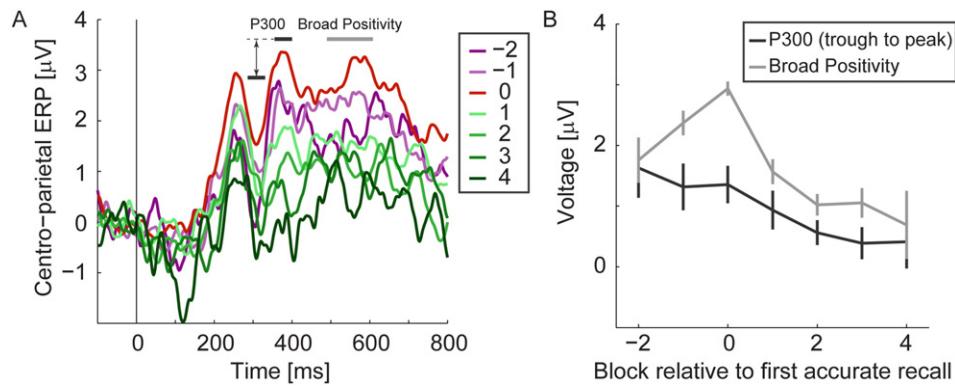 A
Centro−parietal ERP [μV]
4
3
2
1
0
−1
P300
Broad Positivity
−2
−1
0
1
2
3
4
0
200
400
600
800
Time [ms]
B
Voltage [μV]
4
2
0
P300 (trough to peak)
Broad Positivity
−2
0
2
4
Block relative to first accurate recall